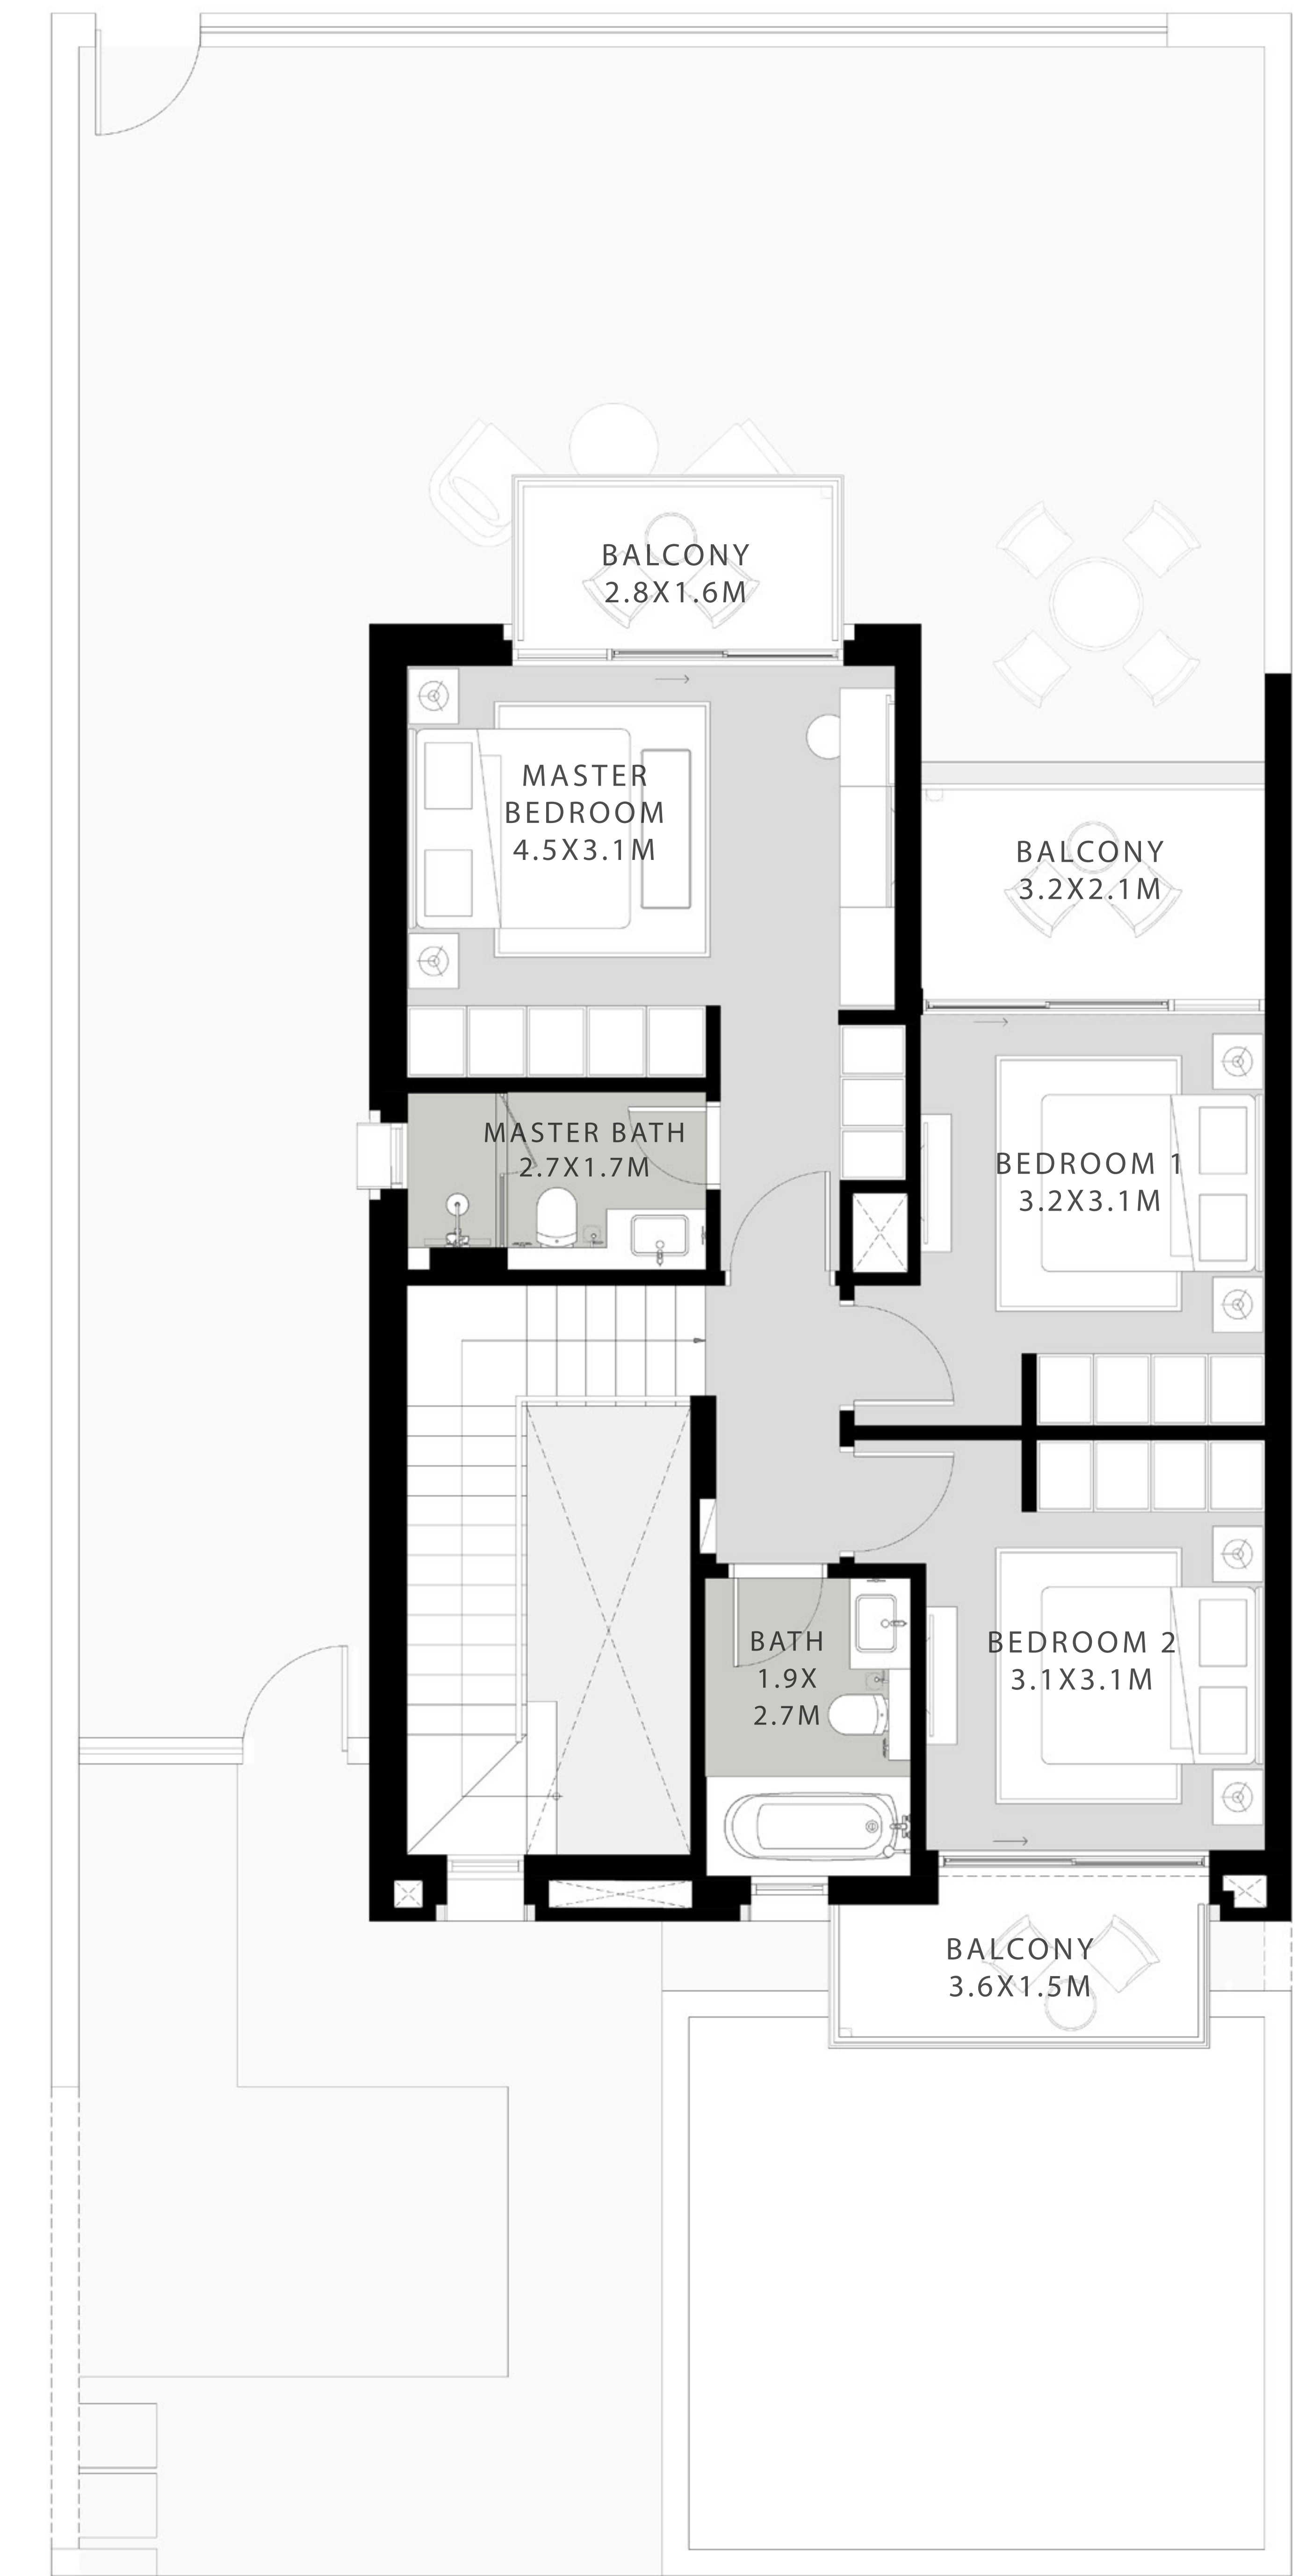 BALCONY
2.8X1.6M
MASTER
BEDROOM
4.5X3.1M
BALCONY
3.2X2.1M
MASTER BATH
2.7X1.7M
BEDROOM 1
3.2X3.1M
BATH
1.9X
2.7M
BEDROOM 2
3.1X3.1M
BALCONY
3.6X1.5M